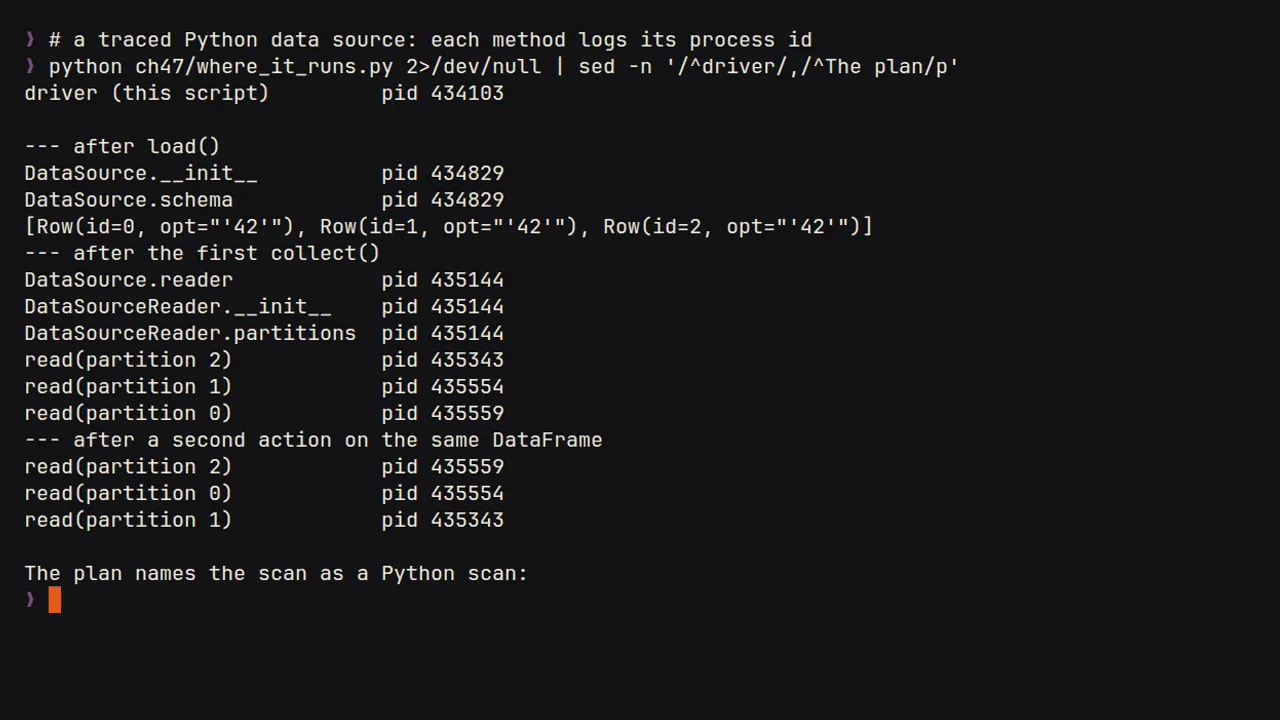 ❯ # a traced Python data source: each method logs its process id
❯ python ch47/where_it_runs.py 2>/dev/null | sed -n '/^driver/,/^The plan/p'
driver (this script)         pid 434103
--- after load()
DataSource.__init__          pid 434829
DataSource.schema            pid 434829
[Row(id=0, opt="'42'"), Row(id=1, opt="'42'"), Row(id=2, opt="'42'")]
--- after the first collect()
DataSource.reader            pid 435144
DataSourceReader.__init__    pid 435144
DataSourceReader.partitions  pid 435144
read(partition 2)            pid 435343
read(partition 1)            pid 435554
read(partition 0)            pid 435559
--- after a second action on the same DataFrame
read(partition 2)            pid 435559
read(partition 0)            pid 435554
read(partition 1)            pid 435343
The plan names the scan as a Python scan:
❯